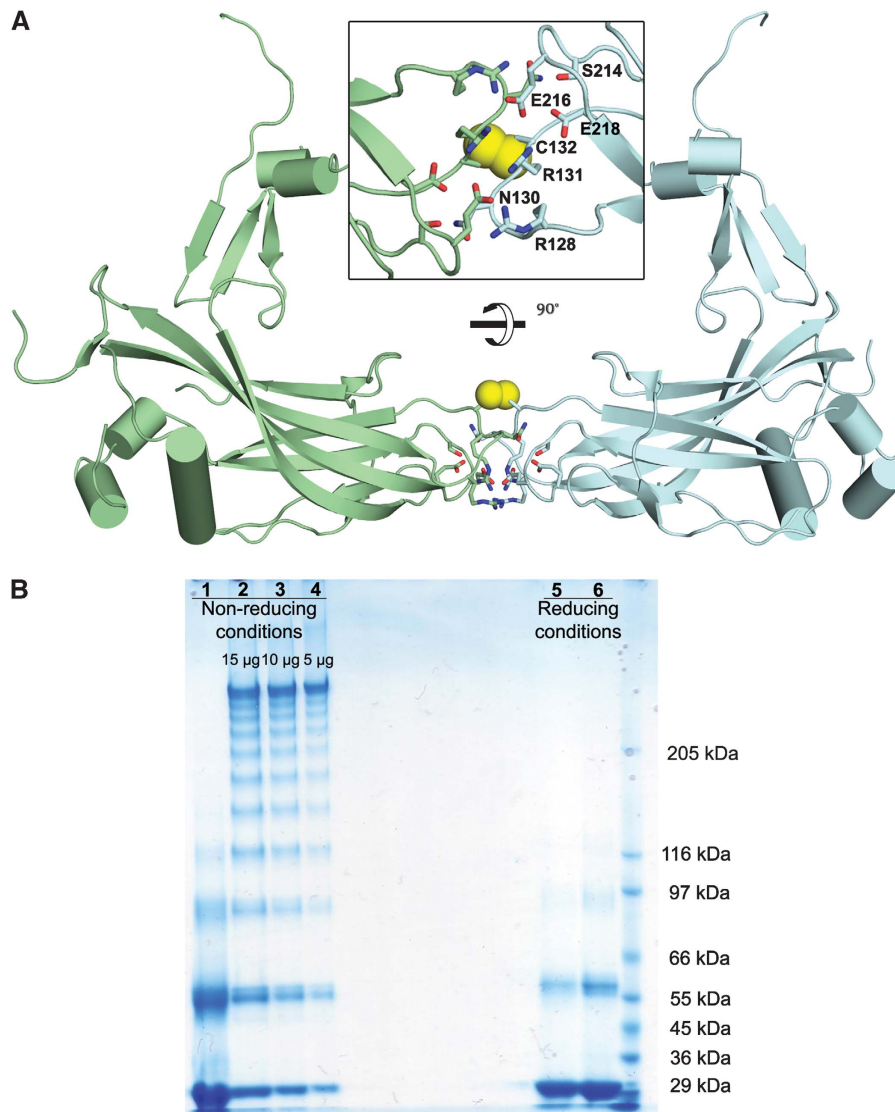 A
S214
E216
E218
C132
R131
N130
R128
90°
B
1 2 3 4 5 6
Non-reducing conditions
Reducing conditions
15 µg 10 µg 5 µg
205 kDa
116 kDa
97 kDa
66 kDa
55 kDa
45 kDa
36 kDa
29 kDa